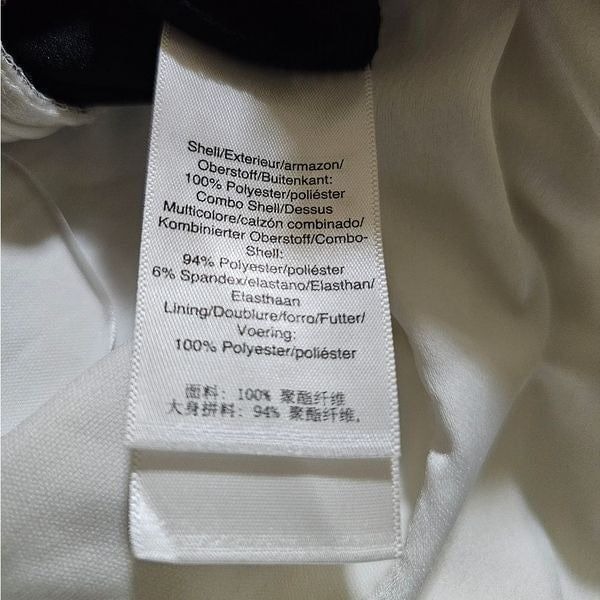 Shell/Exterieur/armazon/
Oberstoff/Buitenkant:
100% Polyester/poliéster
Combo Shell/Dessus
Multicolore/calzón combinado/
Kombinierter Oberstoff/Combo-
Shell:
94% Polyester/poliéster
6% Spandex/elastano/Elasthan/
Elasthaan
Lining/Doublure/forro/Futter/
Voering:
100% Polyester/poliéster
面料: 100% 聚酯纤维
大身拼料: 94% 聚酯纤维,